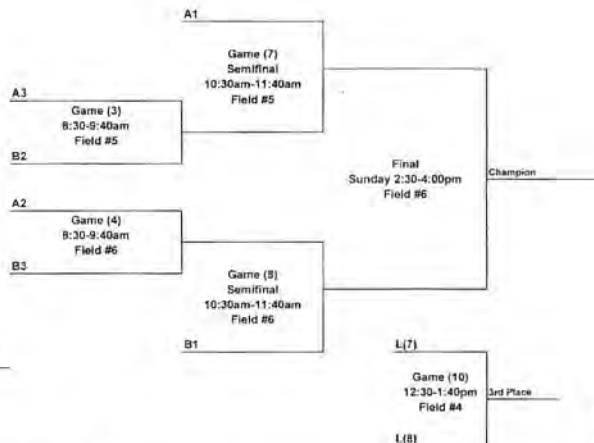 A1
Game (7)
Semifinal
10:30am-11:40am
Field #5
A3
Game (3)
8:30-9:40am
Field #5
B2
Final
Sunday 2:30-4:00pm
Field #6
Champion
A2
Game (4)
8:30-9:40am
Field #6
B3
Game (8)
Semifinal
10:30am-11:40am
Field #6
B1
L(7)
Game (10)
12:30-1:40pm
Field #4
3rd Place
L(8)